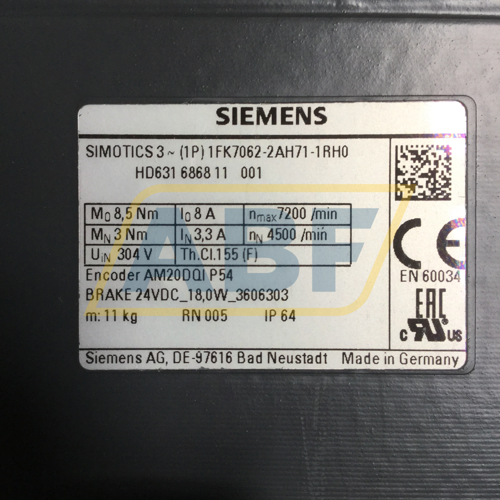 SIEMENS
SIMOTICS 3 ~ (1P) 1FK7062-2AH71-1RH0
HD631 6868 11 001
M0 8,5 Nm I0 8 A nmax 7200 /min
MN 3 Nm IN 3,3 A nN 4500 /min
UIN 304 V Th.Cl.155 (F)
Encoder AM20DQI P54
BRAKE 24VDC_18,0W_3606303
m: 11 kg RN 005 IP 64
CE
EN 60034
EAC
C UR US
Siemens AG, DE-97616 Bad Neustadt Made in Germany
ABF